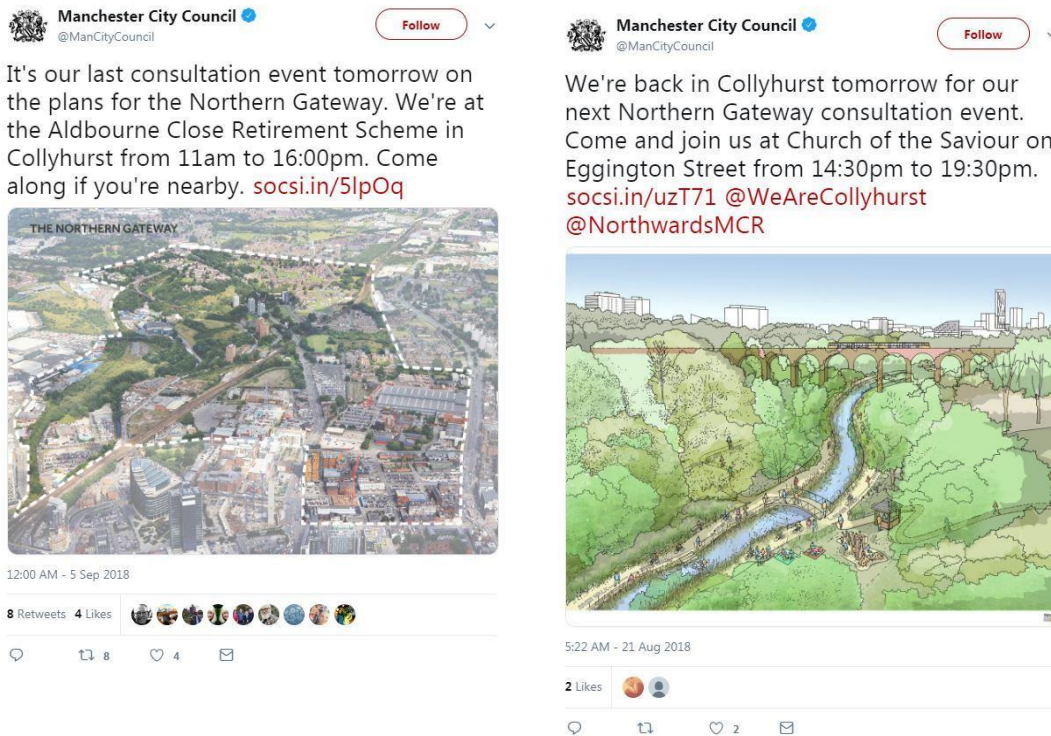 Manchester City Council
@ManCityCouncil
Follow
It's our last consultation event tomorrow on
the plans for the Northern Gateway. We're at
the Aldbourne Close Retirement Scheme in
Collyhurst from 11am to 16:00pm. Come
along if you're nearby. socsi.in/5lpOq
THE NORTHERN GATEWAY
12:00 AM - 5 Sep 2018
8 Retweets 4 Likes
8 4
Manchester City Council
@ManCityCouncil
Follow
We're back in Collyhurst tomorrow for our
next Northern Gateway consultation event.
Come and join us at Church of the Saviour on
Eggington Street from 14:30pm to 19:30pm.
socsi.in/uzT71 @WeAreCollyhurst
@NorthwardsMCR
5:22 AM - 21 Aug 2018
2 Likes
2